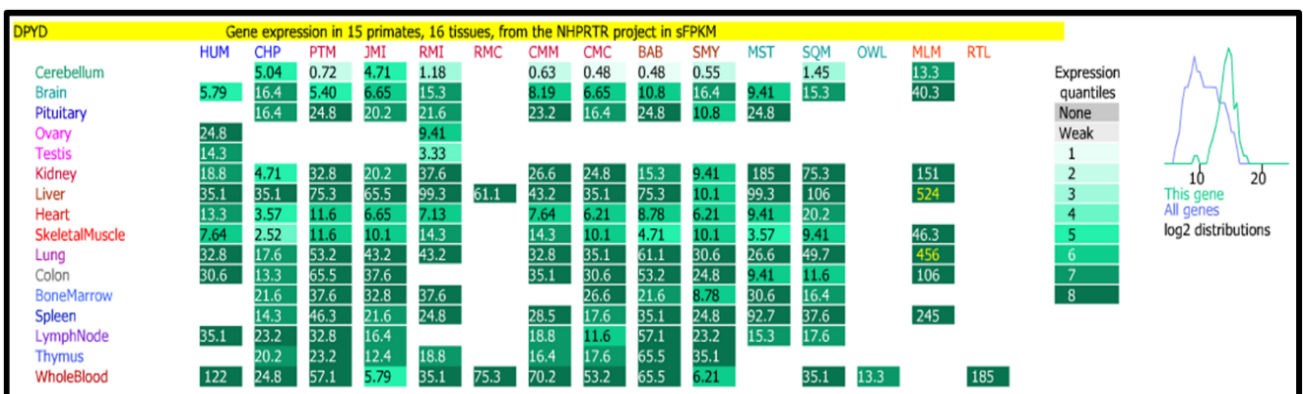 DPYD Gene expression in 15 primates, 16 tissues, from the NHPRTR project in sFPKM
HUM CHP PTM JMI RMI RMC CMM CMC BAB SMY MST SQM OWL MLM RTL
Cerebellum 5.04 0.72 4.71 1.18 0.63 0.48 0.48 0.55 1.45 13.3
Brain 5.79 16.4 5.40 6.65 15.3 8.19 6.65 10.8 16.4 9.41 15.3 40.3
Pituitary 16.4 24.8 20.2 21.6 23.2 16.4 24.8 10.8 24.8
Ovary 24.8 9.41
Testis 14.3 3.33
Kidney 18.8 4.71 32.8 20.2 37.6 26.6 24.8 15.3 9.41 185 75.3 151
Liver 35.1 35.1 75.3 65.5 99.3 61.1 43.2 35.1 75.3 10.1 99.3 106 524
Heart 13.3 3.57 11.6 6.65 7.13 7.64 6.21 8.78 6.21 9.41 20.2
SkeletalMuscle 7.64 2.52 11.6 10.1 14.3 14.3 10.1 4.71 10.1 3.57 9.41 46.3
Lung 32.8 17.6 53.2 43.2 43.2 32.8 35.1 61.1 30.6 26.6 49.7 456
Colon 30.6 13.3 65.5 37.6 35.1 30.6 53.2 24.8 9.41 11.6 106
BoneMarrow 21.6 37.6 32.8 37.6 26.6 21.6 8.78 30.6 16.4
Spleen 14.3 46.3 21.6 24.8 28.5 17.6 35.1 24.8 92.7 37.6 245
LymphNode 35.1 23.2 32.8 16.4 18.8 11.6 57.1 23.2 15.3 17.6
Thymus 20.2 23.2 12.4 18.8 16.4 17.6 65.5 35.1
WholeBlood 122 24.8 57.1 5.79 35.1 75.3 70.2 53.2 65.5 6.21 35.1 13.3 185
Expression
quantiles
None
Weak
1
2
3
4
5
6
7
8
10 20
This gene
All genes
log2 distributions